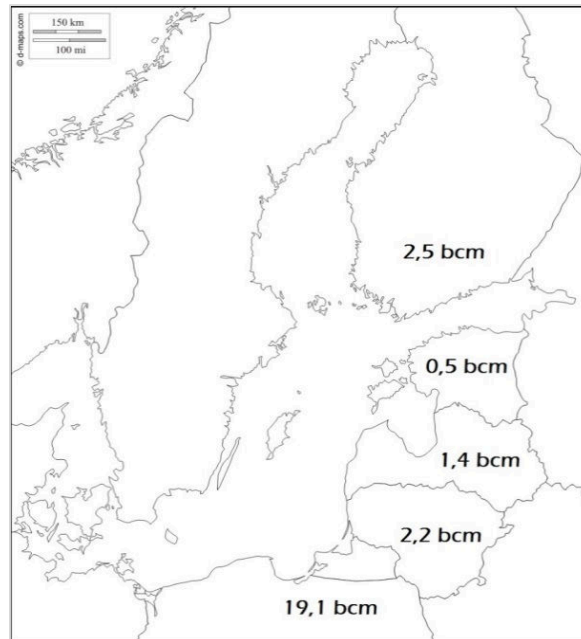 150 km
100 mi
© d-maps.com
2,5 bcm
0,5 bcm
1,4 bcm
2,2 bcm
19,1 bcm